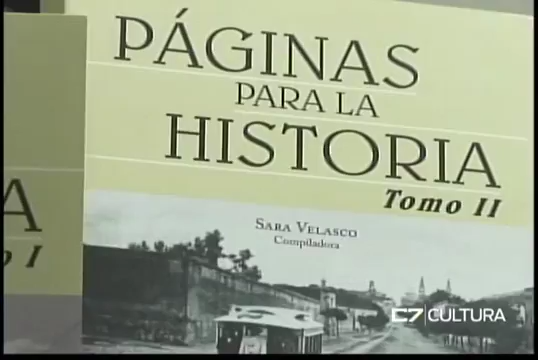 PÁGINAS
PARA LA
HISTORIA
Tomo II
SARA VELASCO
Compiladora
A
o I
C7 CULTURA